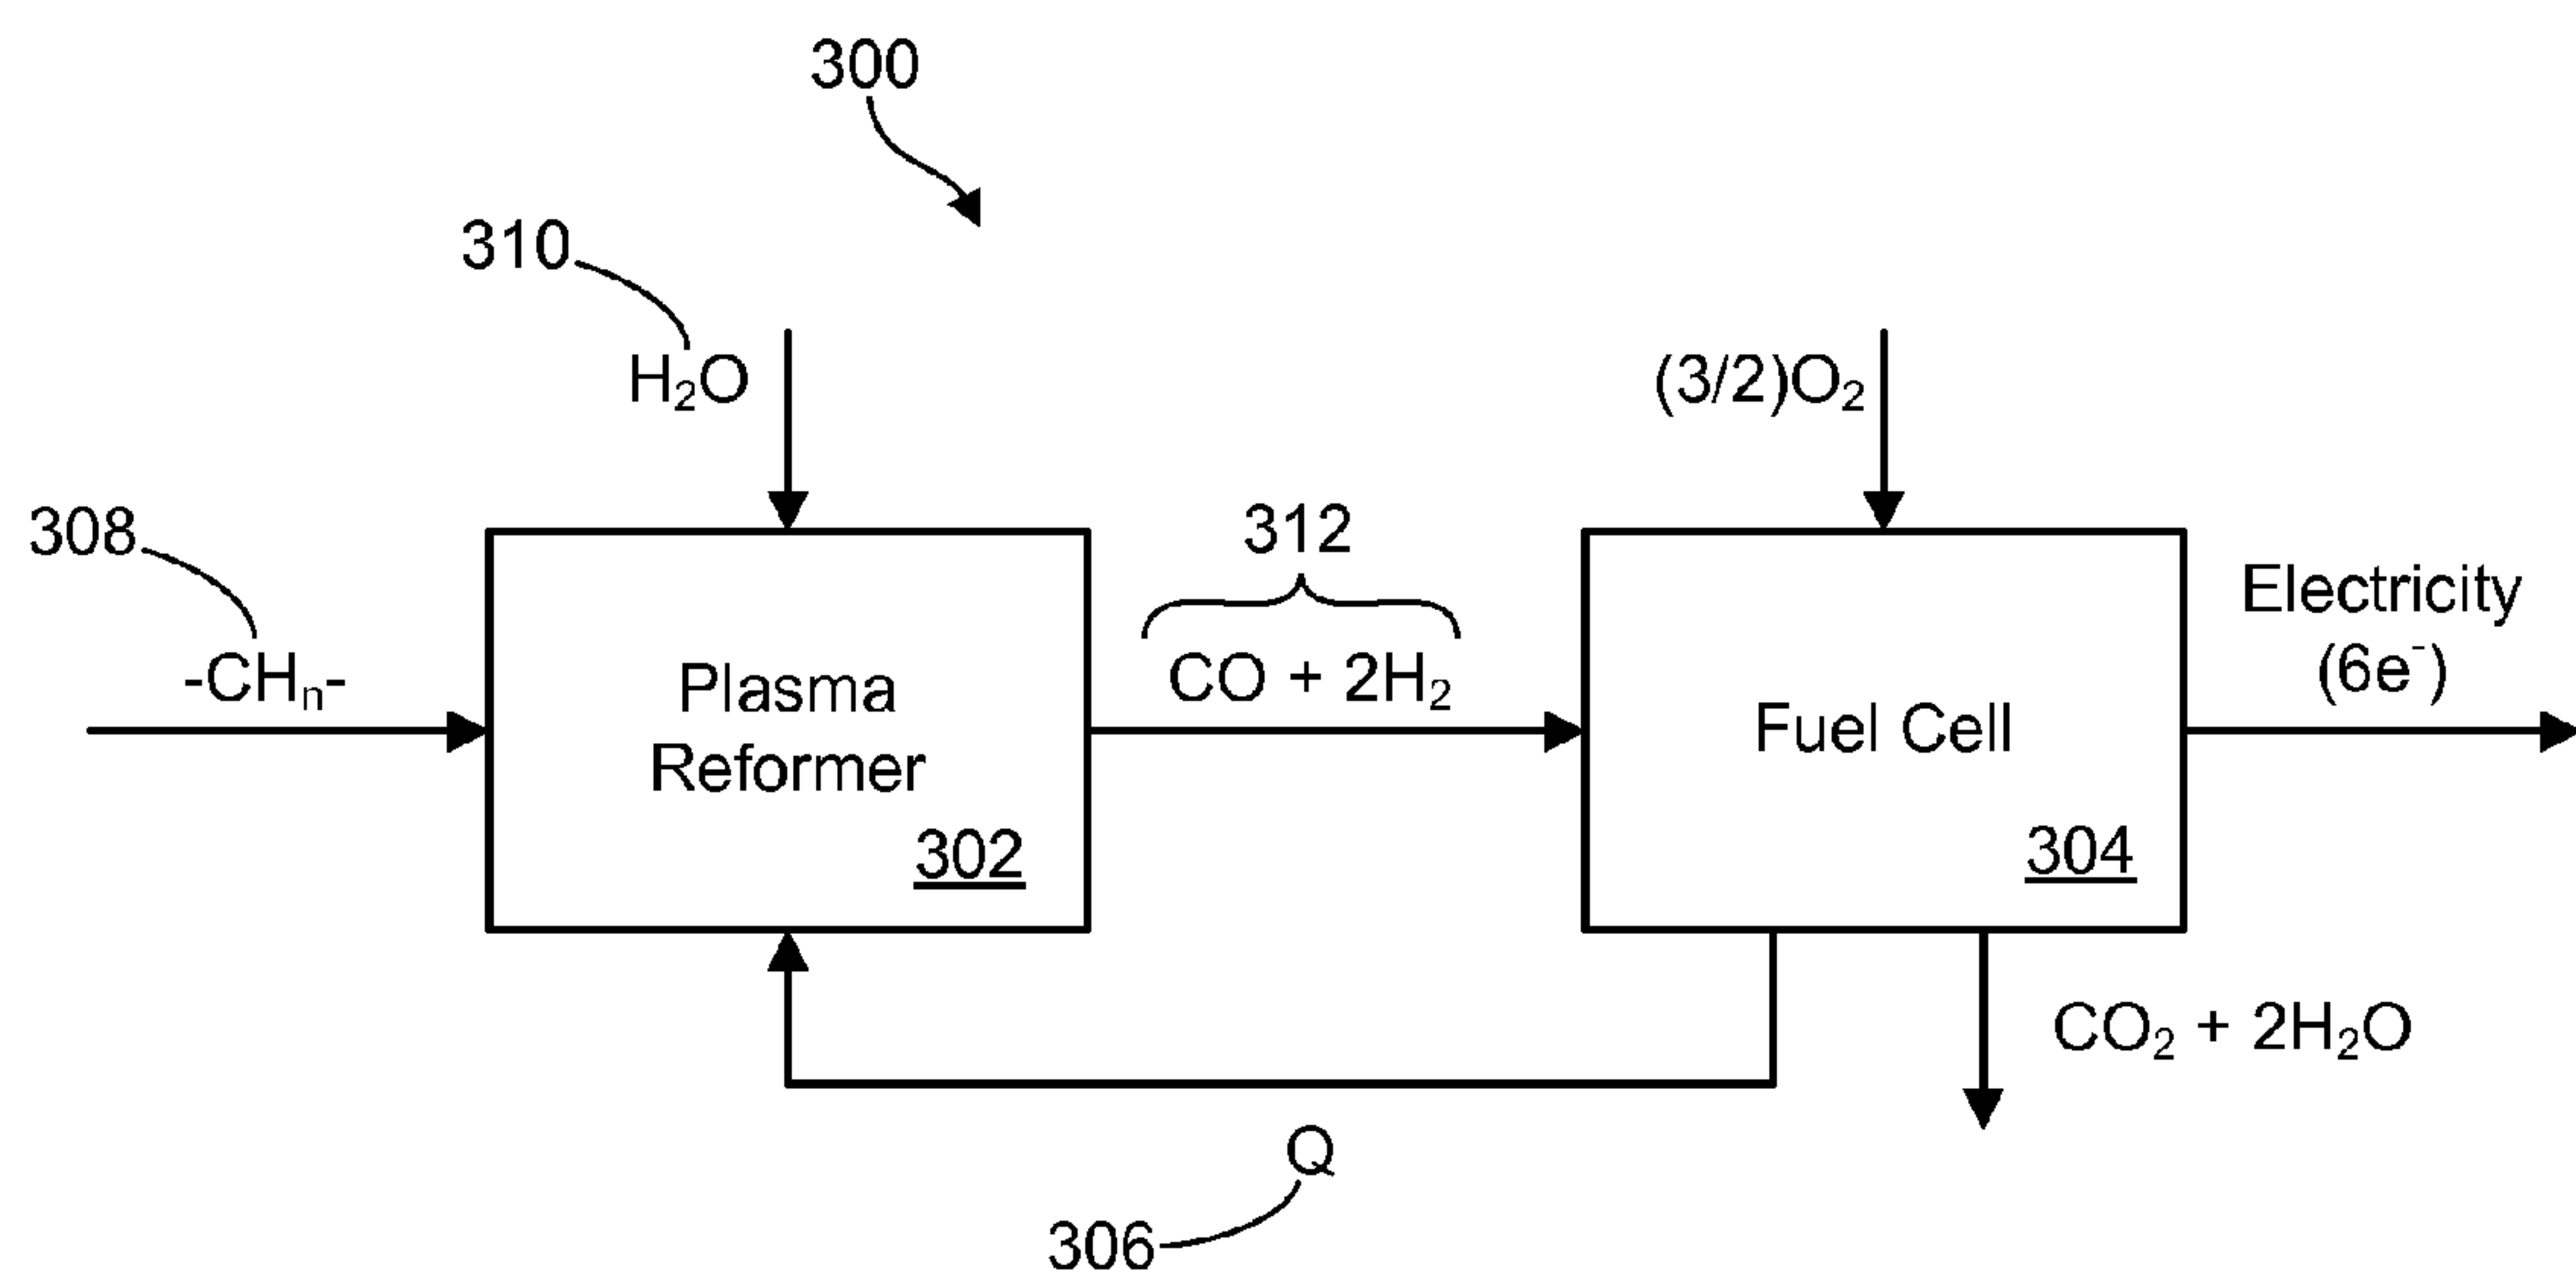 300
310
H₂O
(3/2)O₂
308
-CHₙ-
312
CO + 2H₂
Plasma
Reformer
302
Fuel Cell
304
Electricity
(6e⁻)
CO₂ + 2H₂O
Q
306